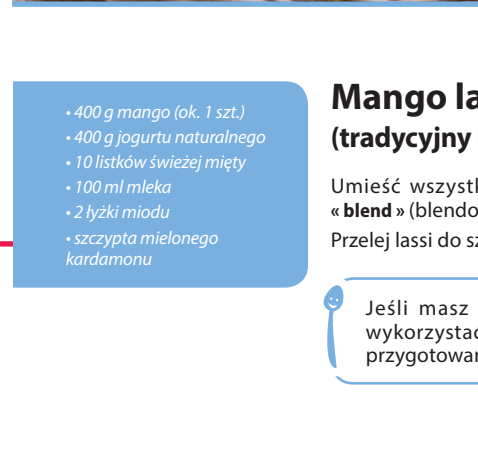 • 400 g mango (ok. 1 szt.)
• 400 g jogurtu naturalnego
• 10 listków świeżej mięty
• 100 ml mleka
• 2 łyżki miodu
• szczypta mielonego
kardamonu
Mango la
(tradycyjny
Umieść wszystk
« blend » (blendo
Przelej lassi do sz
Jeśli masz
wykorzystać
przygotowan